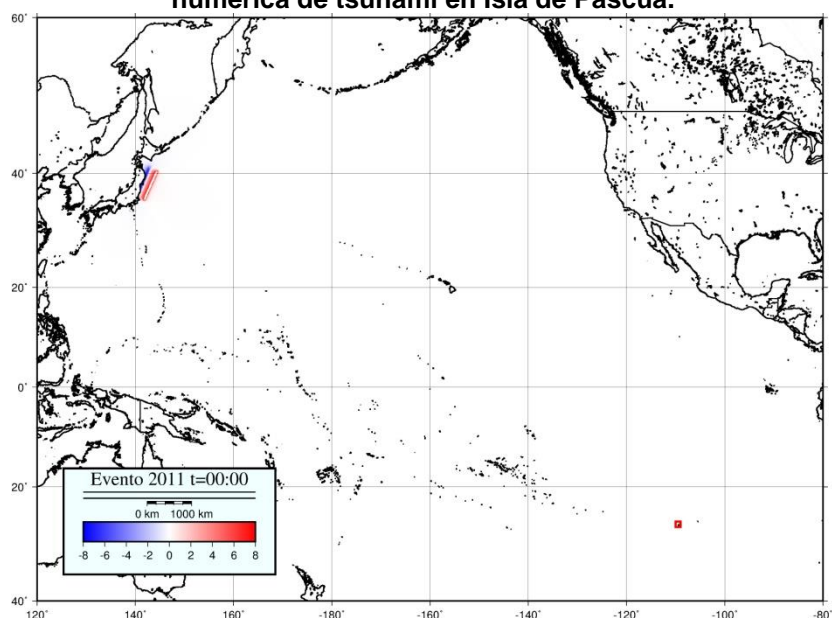 numérica de tsunami en Isla de Pascua.
60˚
40˚
20˚
0˚
20˚
40˚
Evento 2011 t=00:00
0 km 1000 km
-8 -6 -4 -2 0 2 4 6 8
120˚ 140˚ 160˚ -180˚ -160˚ -140˚ -120˚ -100˚ -80˚